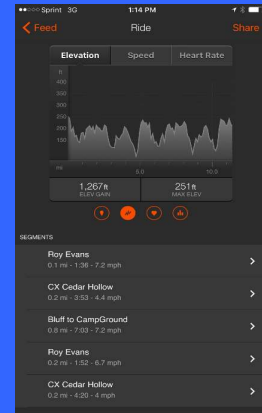 Sprint 3G 1:14 PM
Feed Ride Share
Elevation Speed Heart Rate
ft
400
350
300
250
200
150
mi 5.0 10.0
1,267 ft 251 ft
ELEV GAIN MAX ELEV
SEGMENTS
Roy Evans
0.1 mi - 1:36 - 7.2 mph
CX Cedar Hollow
0.2 mi - 3:53 - 4.4 mph
Bluff to CampGround
0.8 mi - 7:03 - 7.2 mph
Roy Evans
0.2 mi - 1:52 - 6.7 mph
CX Cedar Hollow
0.2 mi - 4:20 - 4 mph